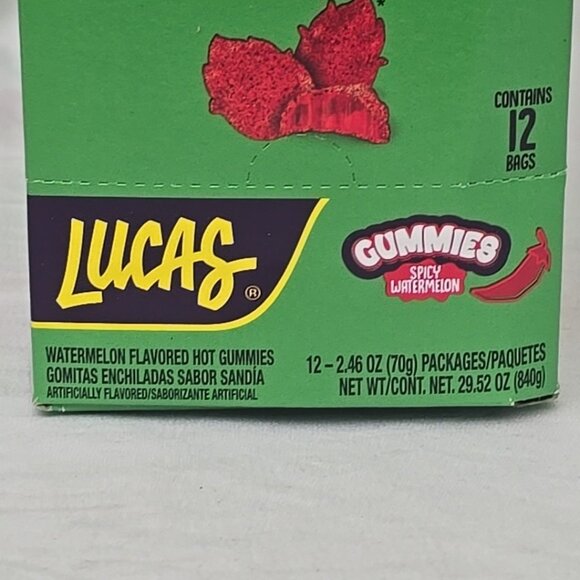 *
CONTAINS
12
BAGS
LUCAS®
GUMMIES
SPICY
WATERMELON
WATERMELON FLAVORED HOT GUMMIES
GOMITAS ENCHILADAS SABOR SANDÍA
ARTIFICIALLY FLAVORED/SABORIZANTE ARTIFICIAL
12 – 2.46 OZ (70g) PACKAGES/PAQUETES
NET WT/CONT. NET. 29.52 OZ (840g)